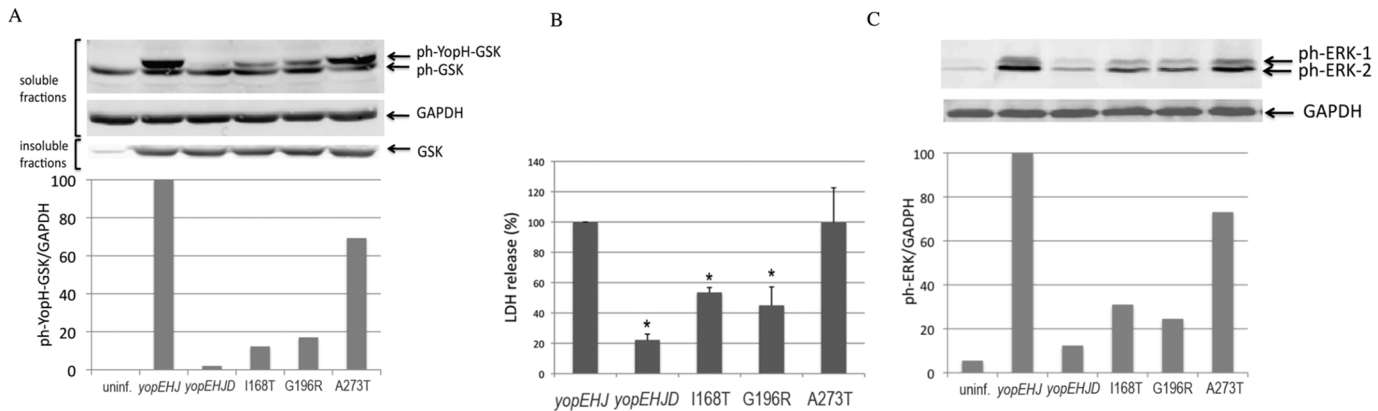 A
soluble
fractions
ph-YopH-GSK
ph-GSK
GAPDH
insoluble
fractions
GSK
ph-YopH-GSK/GAPDH
100
80
60
40
20
0
uninf. yopEHJ yopEHJD I168T G196R A273T
B
LDH release (%)
140
120
100
80
60
40
20
0
* * *
yopEHJ yopEHJD I168T G196R A273T
C
ph-ERK-1
ph-ERK-2
GAPDH
ph-ERK/GADPH
100
80
60
40
20
0
uninf. yopEHJ yopEHJD I168T G196R A273T